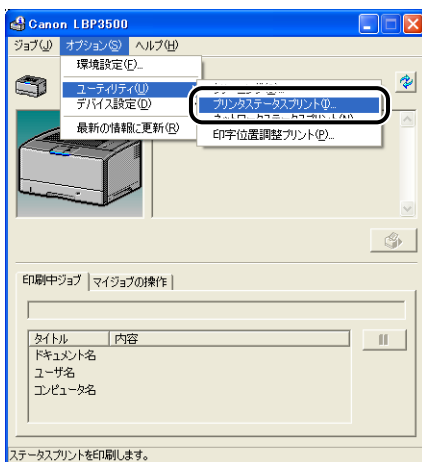 Canon LBP3500
ジョブ(J) オプション(S) ヘルプ(H)
環境設定(F)...
ユーティリティ(U)
デバイス設定(D)
プリンタステータスプリント(I)...
最新の情報に更新(R)
印字位置調整プリント(P)...
印刷中ジョブ マイジョブの操作
タイトル 内容
ドキュメント名
ユーザ名
コンピュータ名
ステータスプリントを印刷します。